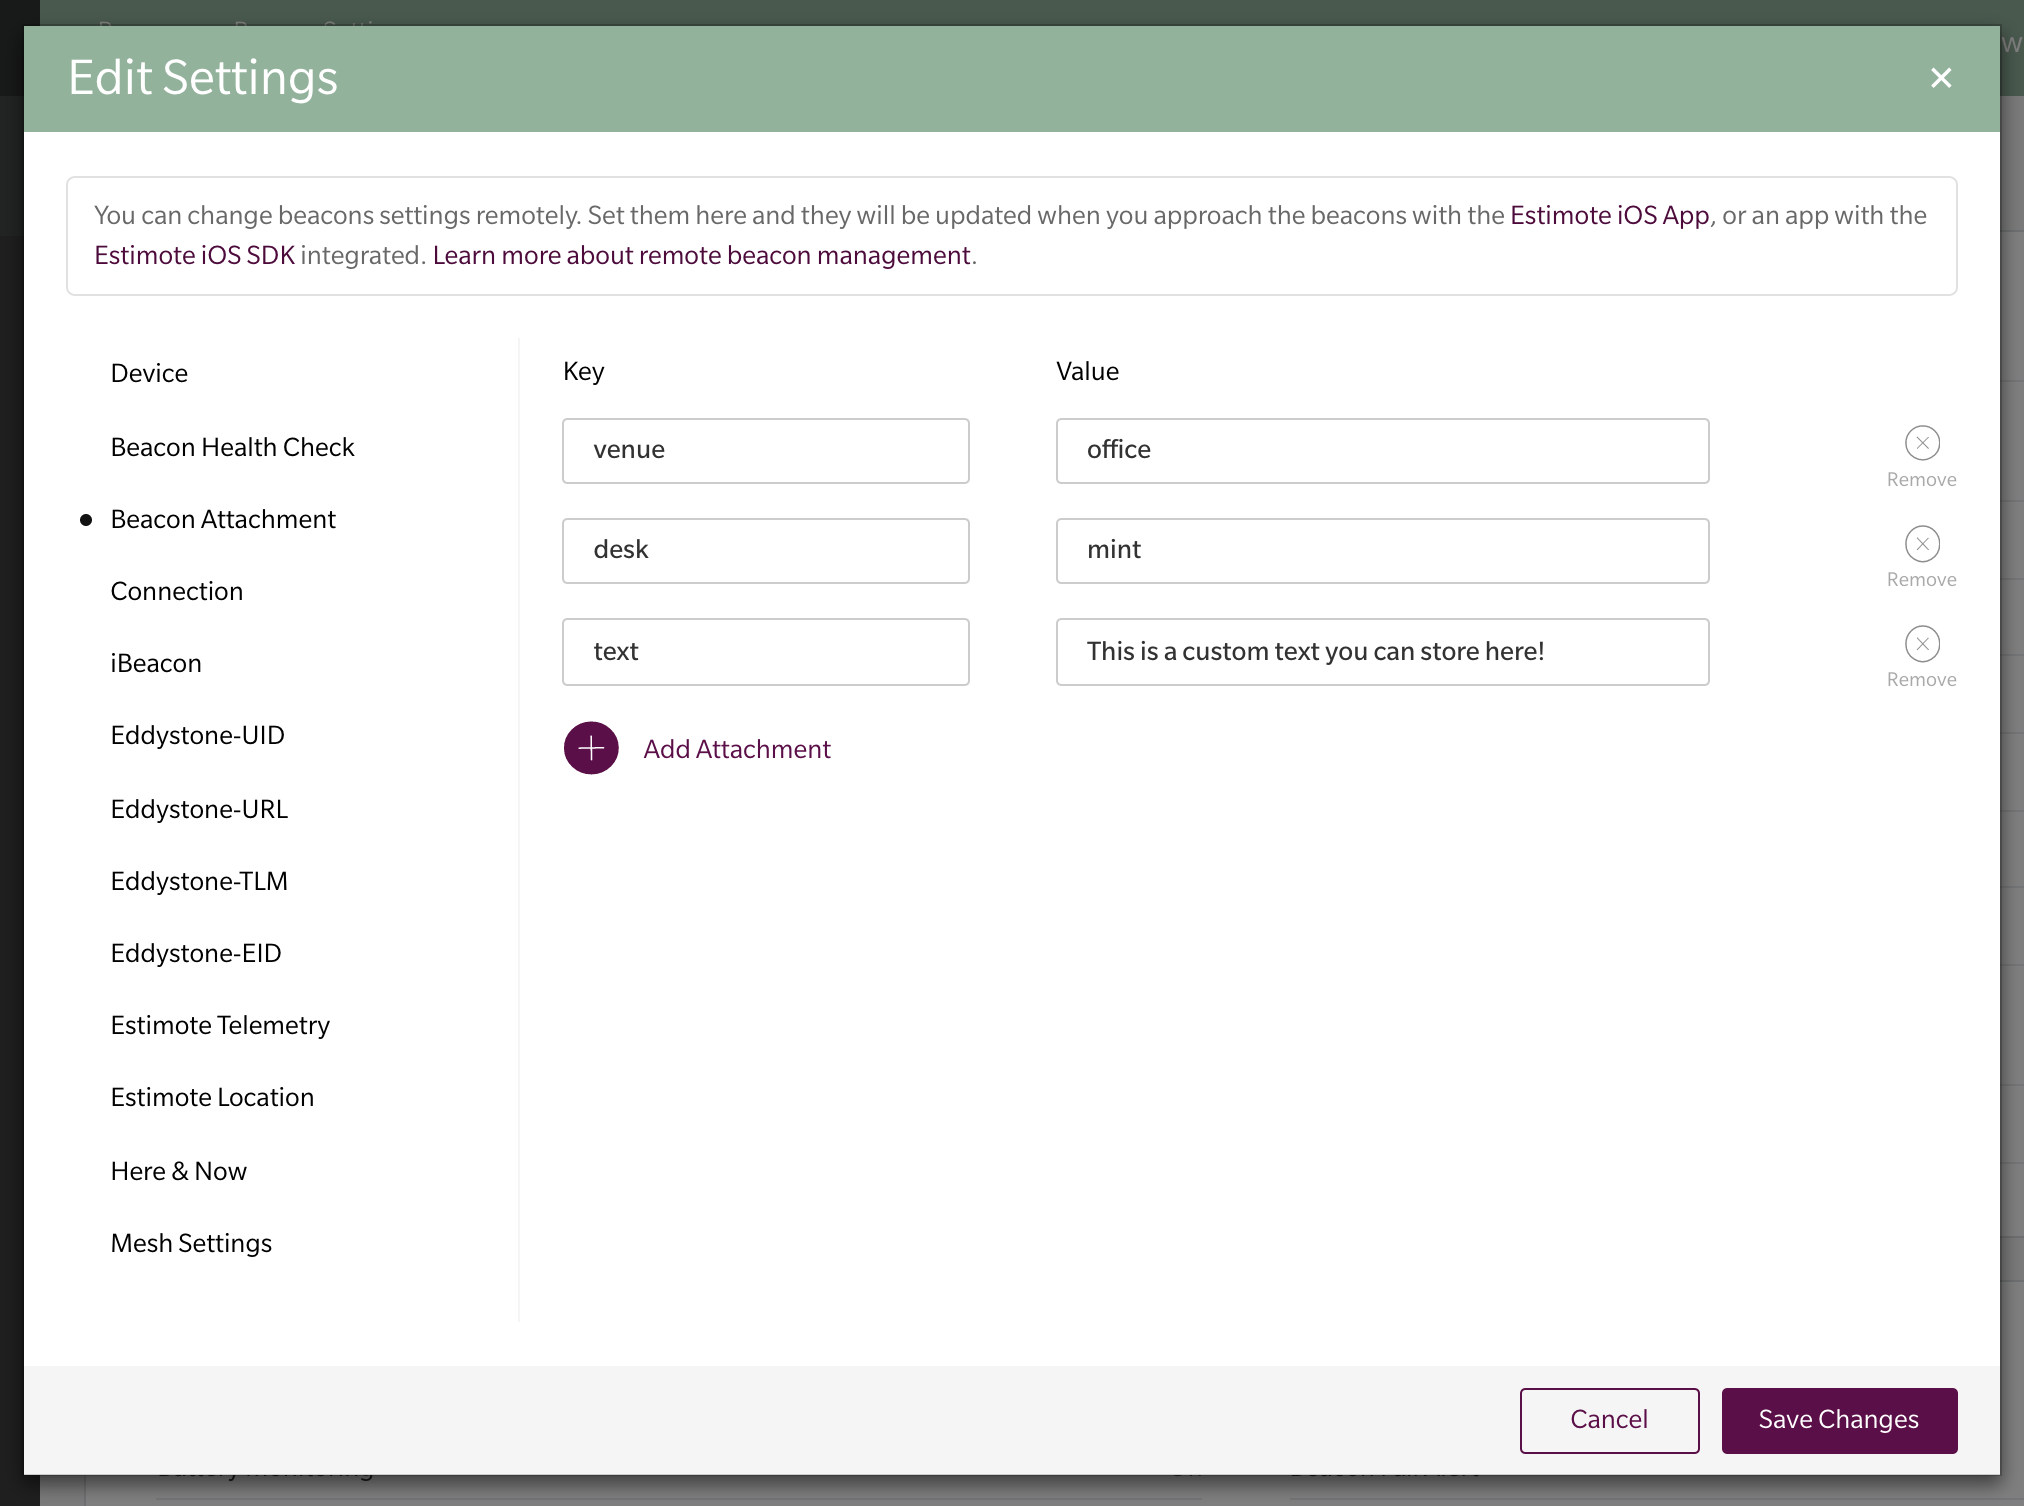 Edit Settings
You can change beacons settings remotely. Set them here and they will be updated when you approach the beacons with the Estimote iOS App, or an app with the
Estimote iOS SDK integrated. Learn more about remote beacon management.
Device
Beacon Health Check
Beacon Attachment
Connection
iBeacon
Eddystone-UID
Eddystone-URL
Eddystone-TLM
Eddystone-EID
Estimote Telemetry
Estimote Location
Here & Now
Mesh Settings
Key Value
venue office Remove
desk mint Remove
text This is a custom text you can store here! Remove
Add Attachment
Cancel Save Changes